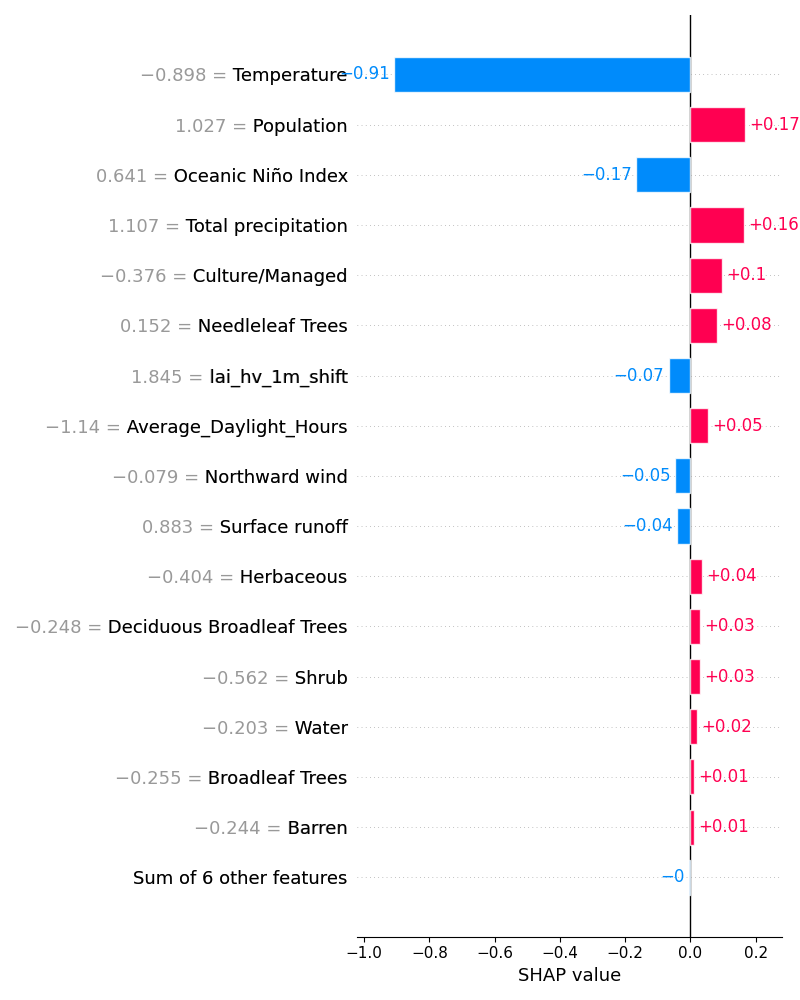 −0.898 = Temperature −0.91
1.027 = Population +0.17
0.641 = Oceanic Niño Index −0.17
1.107 = Total precipitation +0.16
−0.376 = Culture/Managed +0.1
0.152 = Needleleaf Trees +0.08
1.845 = lai_hv_1m_shift −0.07
−1.14 = Average_Daylight_Hours +0.05
−0.079 = Northward wind −0.05
0.883 = Surface runoff −0.04
−0.404 = Herbaceous +0.04
−0.248 = Deciduous Broadleaf Trees +0.03
−0.562 = Shrub +0.03
−0.203 = Water +0.02
−0.255 = Broadleaf Trees +0.01
−0.244 = Barren +0.01
Sum of 6 other features −0
−1.0 −0.8 −0.6 −0.4 −0.2 0.0 0.2
SHAP value